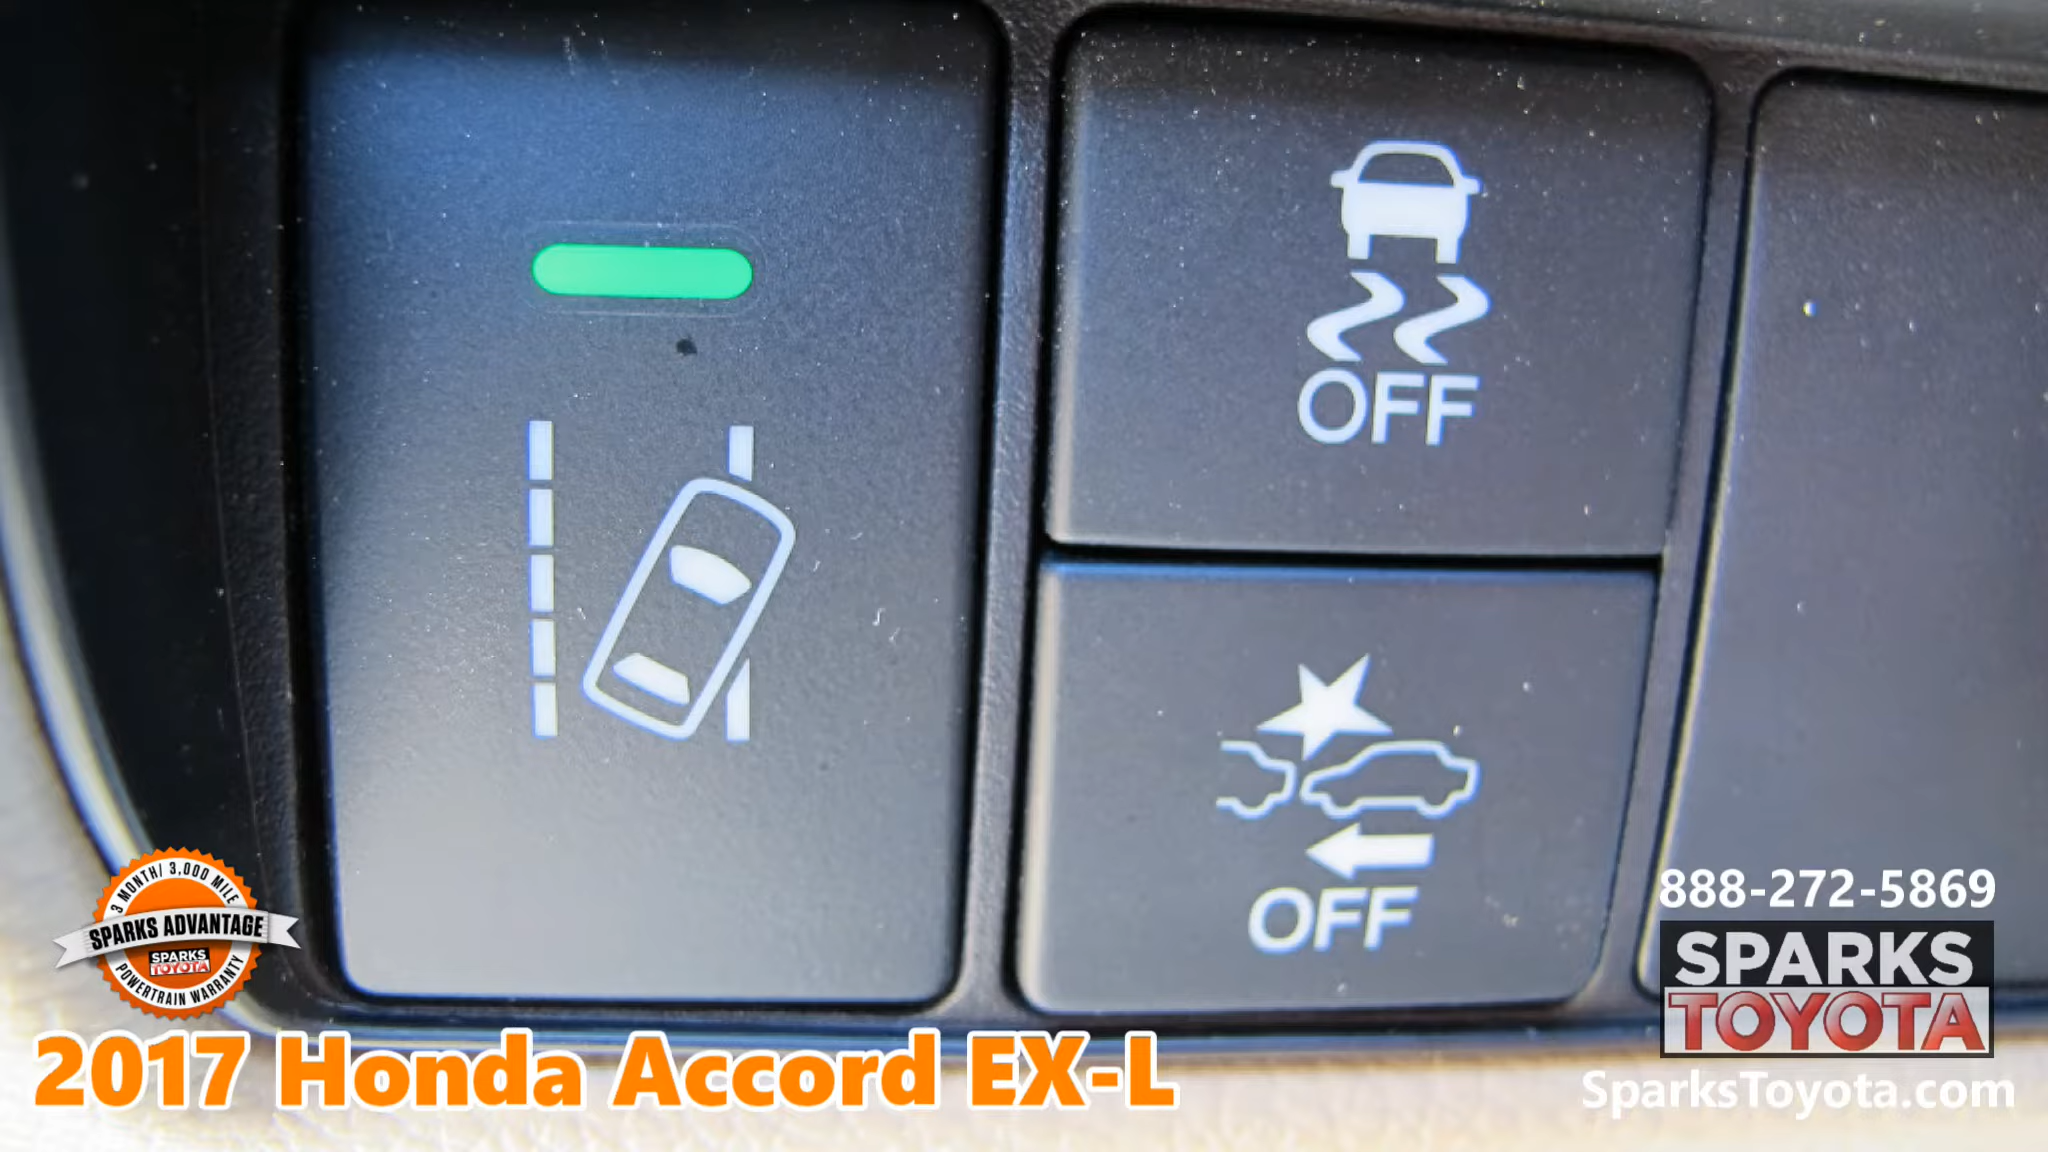 OFF
OFF
3 MONTH/ 3,000 MILE
SPARKS ADVANTAGE
SPARKS
TOYOTA
POWERTRAIN WARRANTY
2017 Honda Accord EX-L
888-272-5869
SPARKS
TOYOTA
SparksToyota.com